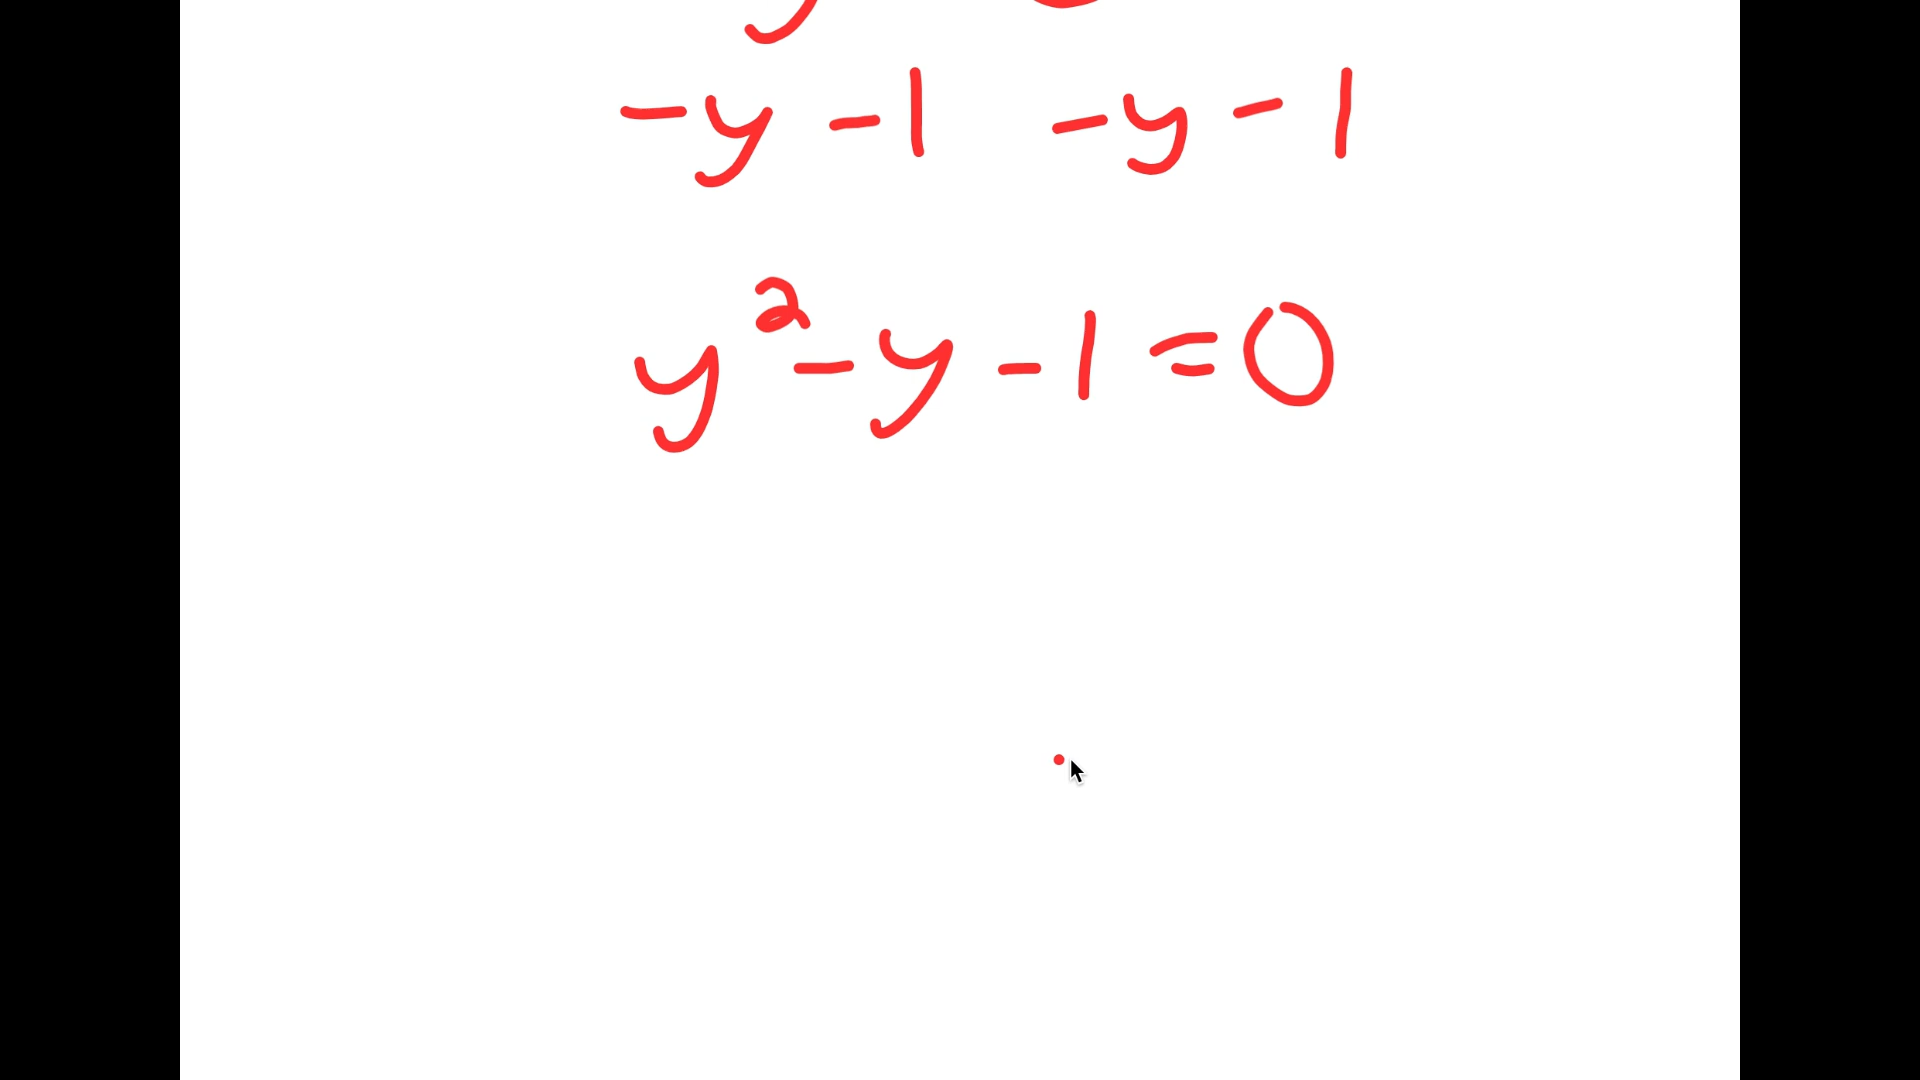 -y -1 -y - 1
y² - y - 1 = 0